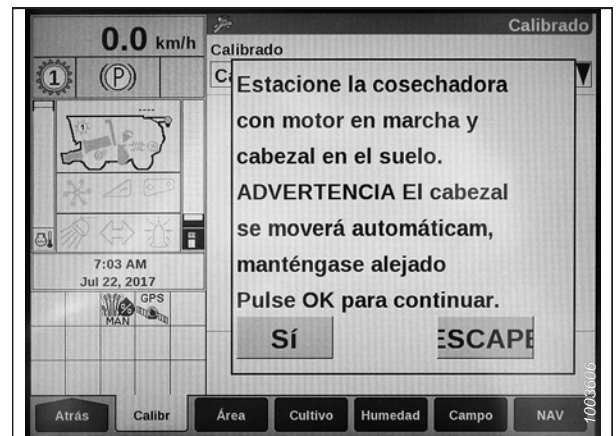 0.0 km/h
Calibrado
Calibrado
1
(P)
Estacione la cosechadora
con motor en marcha y
cabezal en el suelo.
ADVERTENCIA El cabezal
se moverá automáticam,
manténgase alejado
Pulse OK para continuar.
Sí
ESCAPE
7:03 AM
Jul 22, 2017
GPS
MAN
Atrás
Calibr
Área
Cultivo
Humedad
Campo
NAV
1003606